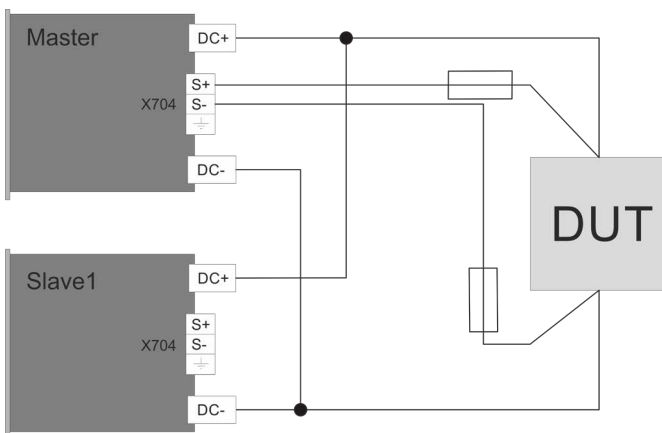 Master
DC+
S+
X704
S-
DC-
DUT
Slave1
DC+
S+
X704
S-
DC-